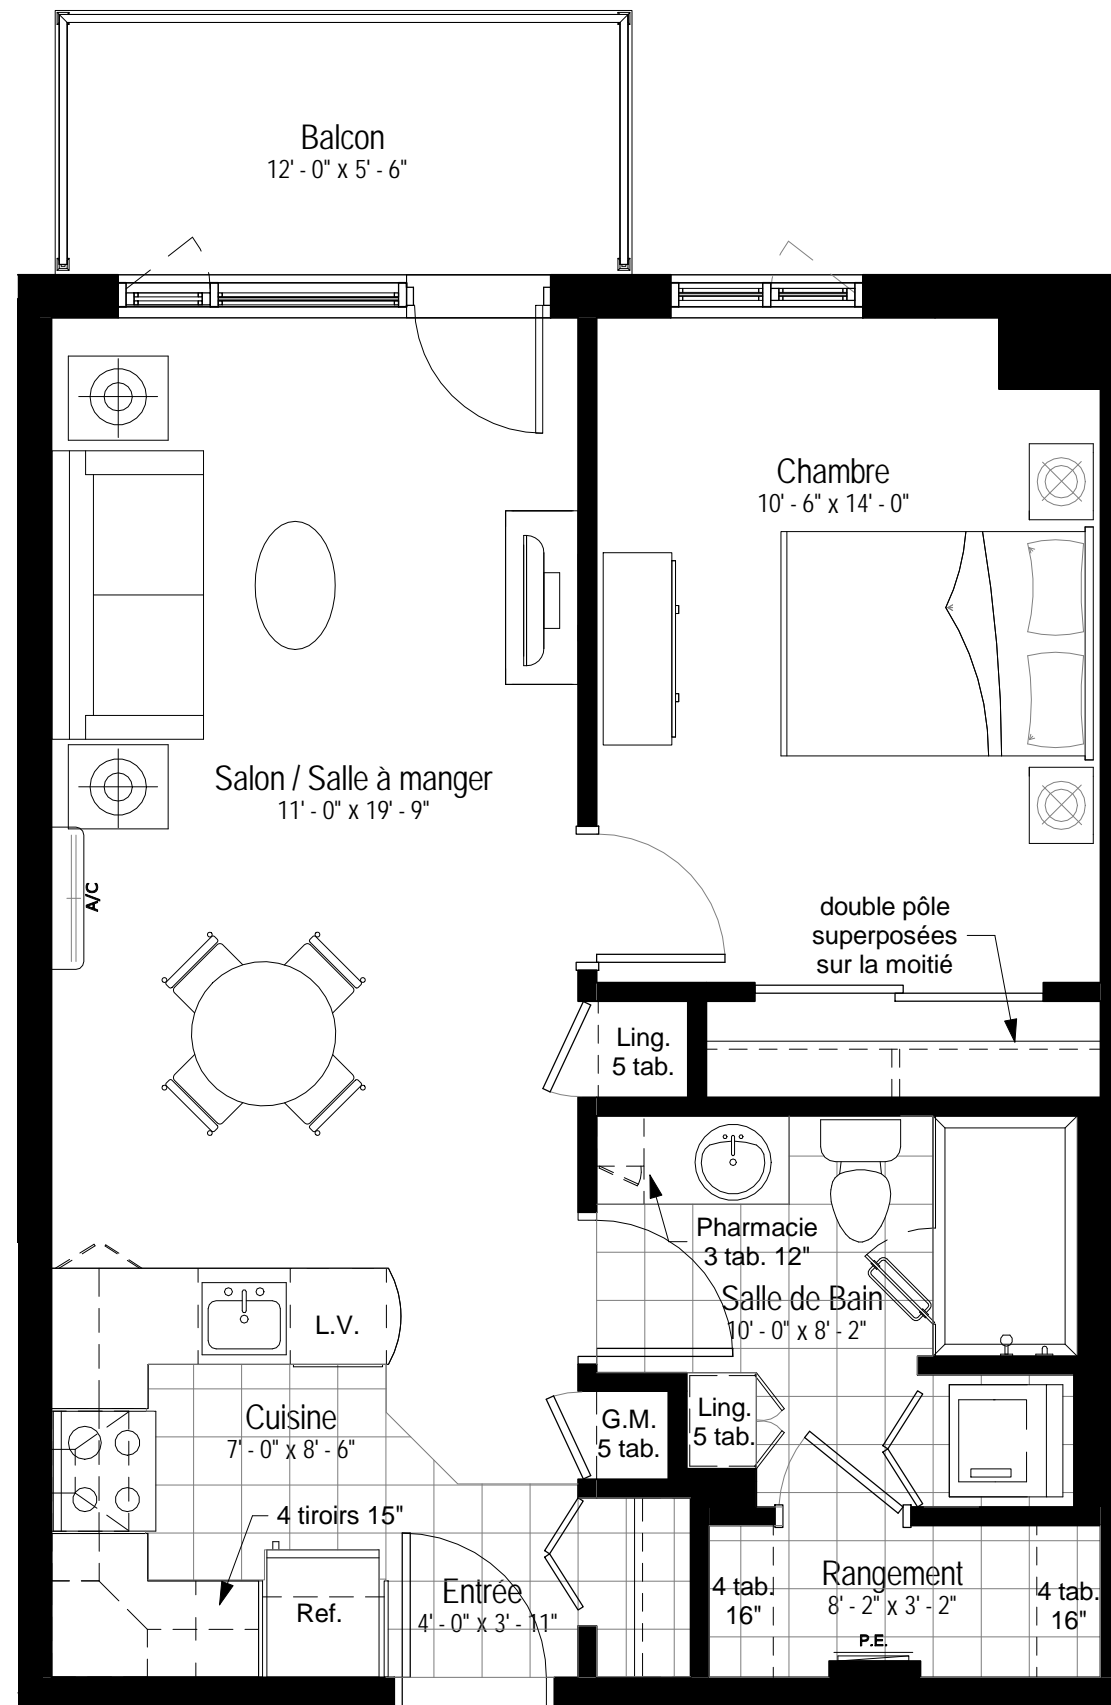 Balcon
12' - 0" x 5' - 6"
Chambre
10' - 6" x 14' - 0"
Salon / Salle à manger
11' - 0" x 19' - 9"
A/C
double pôle
superposées
sur la moitié
Ling.
5 tab.
Pharmacie
3 tab. 12"
Salle de Bain
10' - 0" x 8' - 2"
L.V.
Cuisine
7' - 0" x 8' - 6"
G.M.
5 tab.
Ling.
5 tab.
4 tiroirs 15"
Ref.
Entrée
4' - 0" x 3' - 11"
4 tab.
16"
Rangement
8' - 2" x 3' - 2"
4 tab.
16"
P.E.